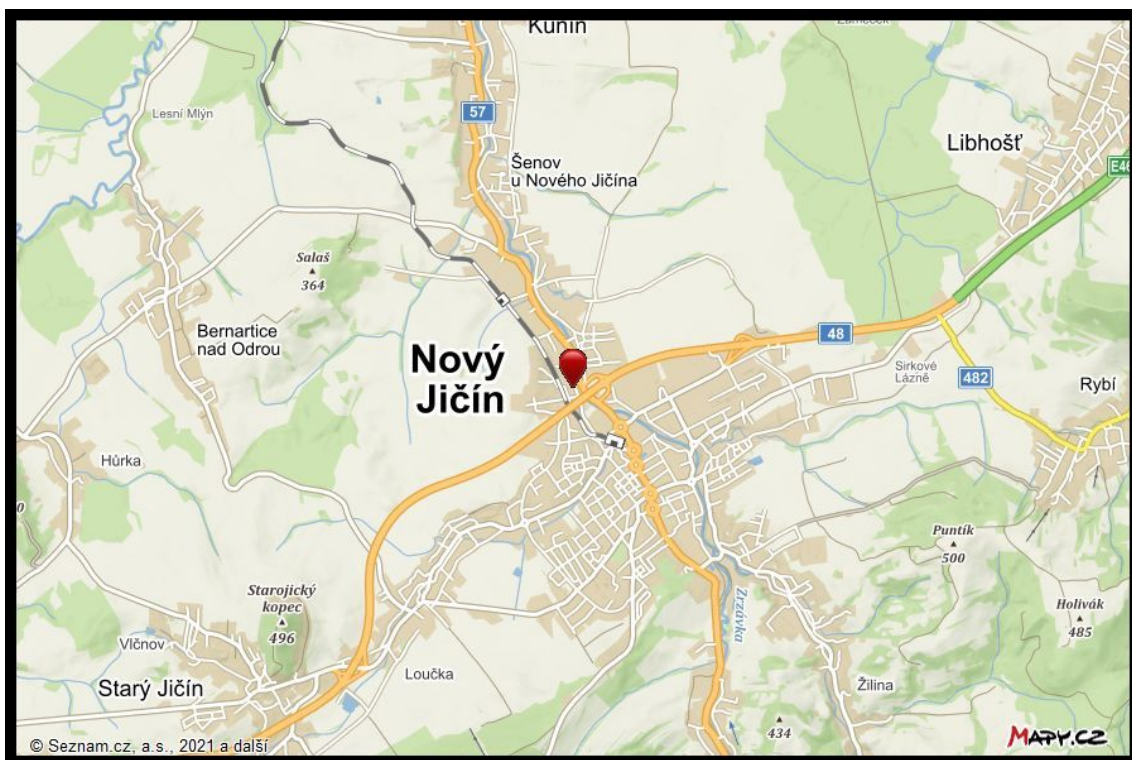 Kunín
Lesní Mlýn
57
Libhošť
Šenov
u Nového Jičína
E46
Salaš
364
Bernartice
nad Odrou
48
Nový
Jičín
Sirkové
Lázně
482
Rybí
Hůrka
Puntík
500
Starojický
kopec
496
Zrzávka
Holivák
485
Vlčnov
Starý Jičín
Loučka
Žilina
434
© Seznam.cz, a.s., 2021 a další
Mapy.cz